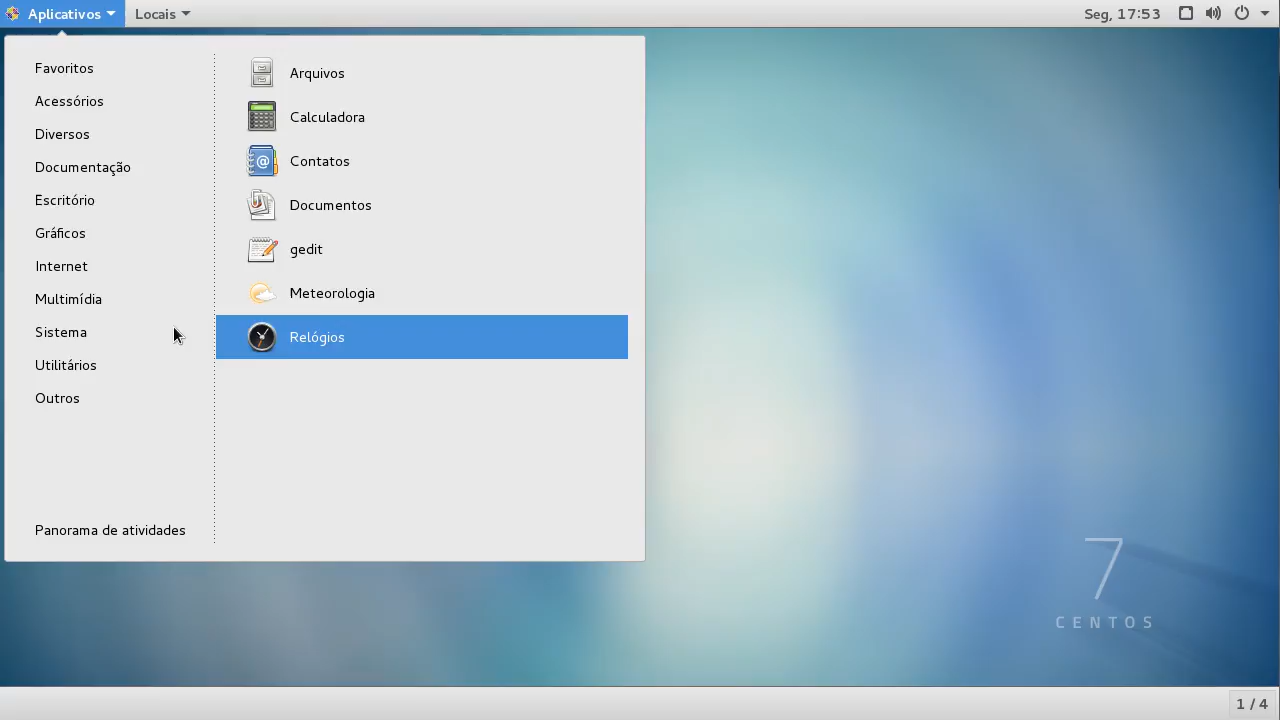 Aplicativos Locais Seg, 17:53
Favoritos
Acessórios
Diversos
Documentação
Escritório
Gráficos
Internet
Multimídia
Sistema
Utilitários
Outros
Panorama de atividades
Arquivos
Calculadora
Contatos
Documentos
gedit
Meteorologia
Relógios
7
CENTOS
1 / 4